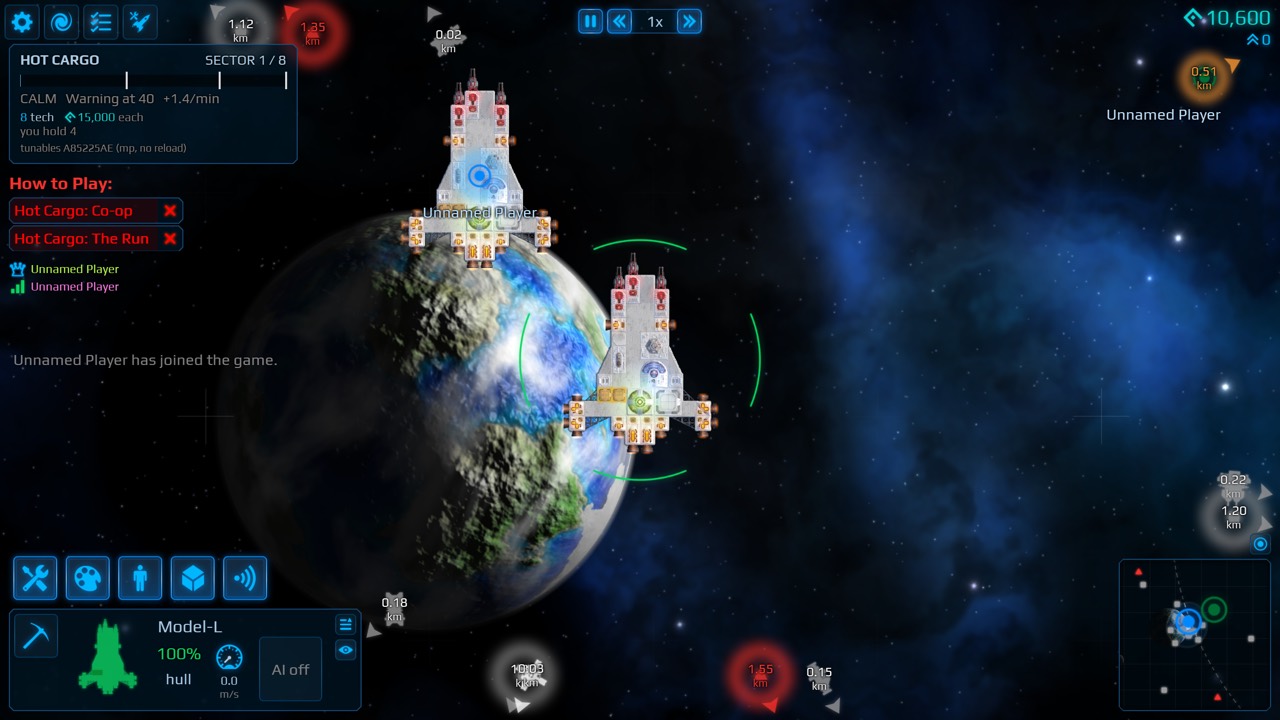 1.12
km
1.35
km
0.02
km
1x
10,600
0
HOT CARGO SECTOR 1 / 8
CALM Warning at 40 +1.4/min
8 tech 15,000 each
you hold 4
tunables A85225AE (mp, no reload)
0.51
km
Unnamed Player
How to Play:
Hot Cargo: Co-op
Hot Cargo: The Run
Unnamed Player
Unnamed Player
Unnamed Player
Unnamed Player has joined the game.
0.22
km
1.20
km
0.18
km
Model-L
100%
hull
0.0
m/s
AI off
1.55
km
0.15
km